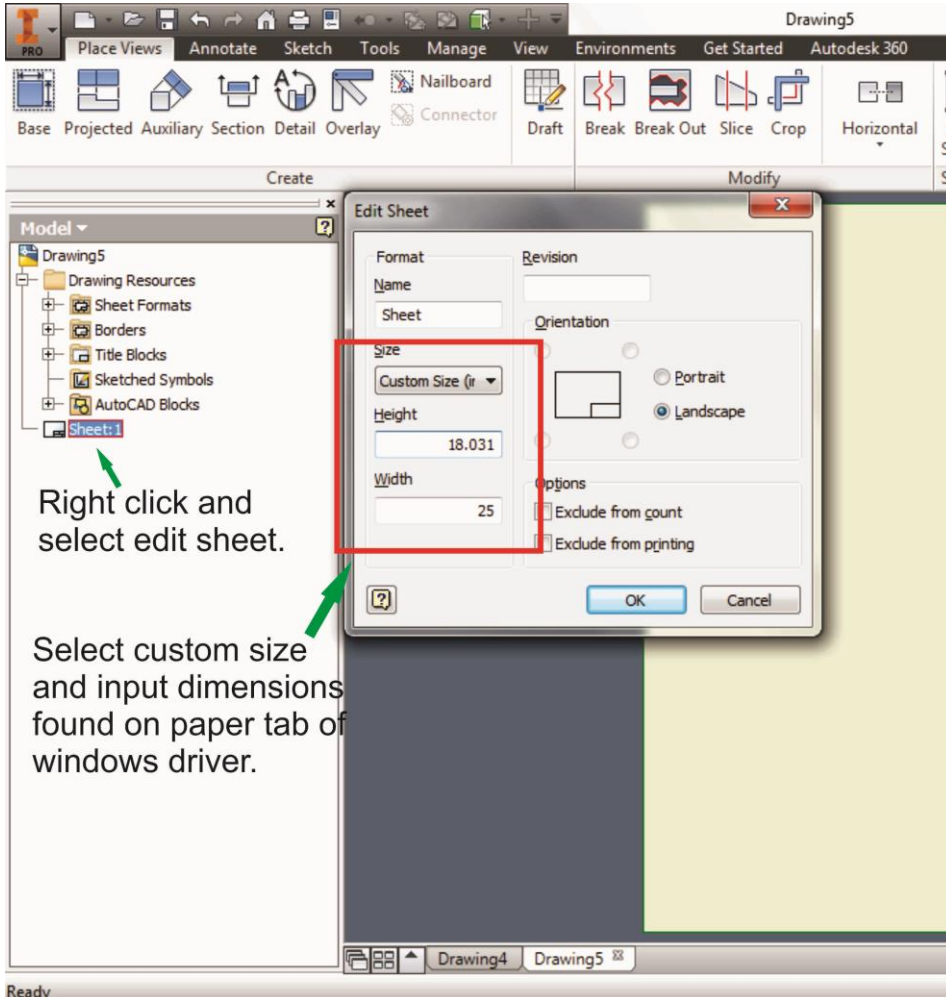 Drawing5
PRO Place Views Annotate Sketch Tools Manage View Environments Get Started Autodesk 360
Nailboard
Connector
Base Projected Auxiliary Section Detail Overlay Draft Break Break Out Slice Crop Horizontal
Create Modify
Model
Drawing5
Drawing Resources
Sheet Formats
Borders
Title Blocks
Sketched Symbols
AutoCAD Blocks
Sheet:1
Right click and
select edit sheet.
Select custom size
and input dimensions
found on paper tab of
windows driver.
Edit Sheet
Format
Name
Sheet
Size
Custom Size (ir
Height
18.031
Width
25
Revision
Orientation
Portrait
Landscape
Options
Exclude from count
Exclude from printing
OK Cancel
Drawing4 Drawing5
Ready